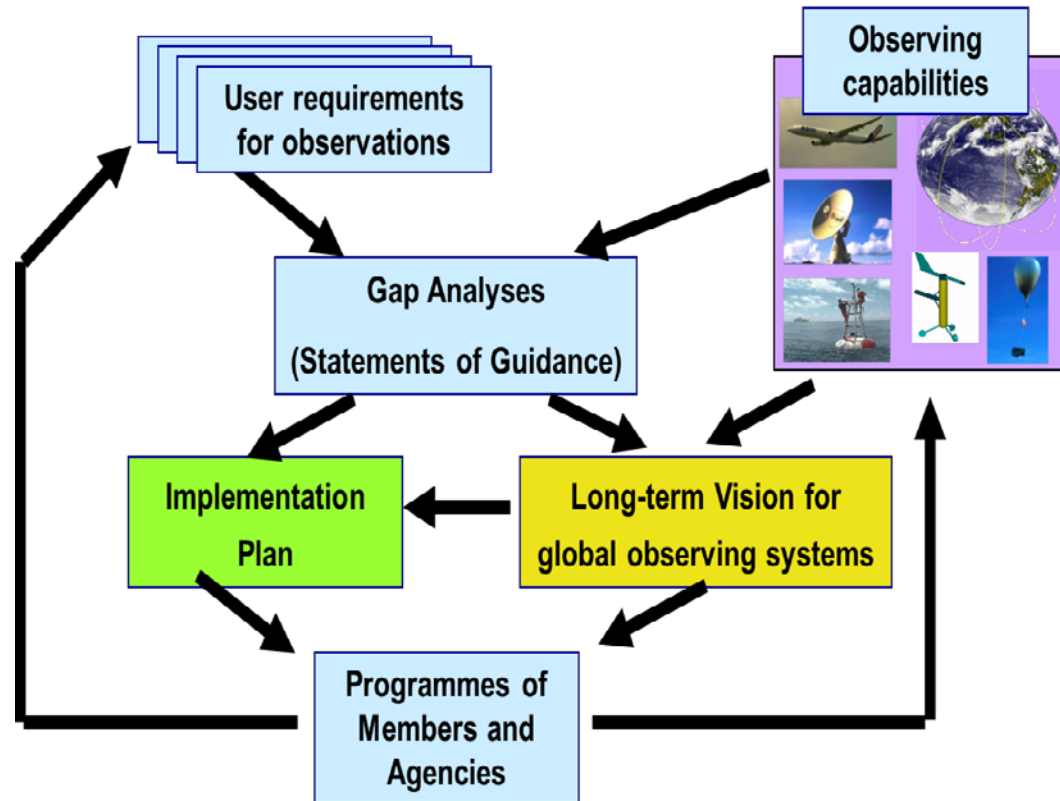 User requirements
for observations
Observing
capabilities
Gap Analyses
(Statements of Guidance)
Implementation
Plan
Long-term Vision for
global observing systems
Programmes of
Members and
Agencies